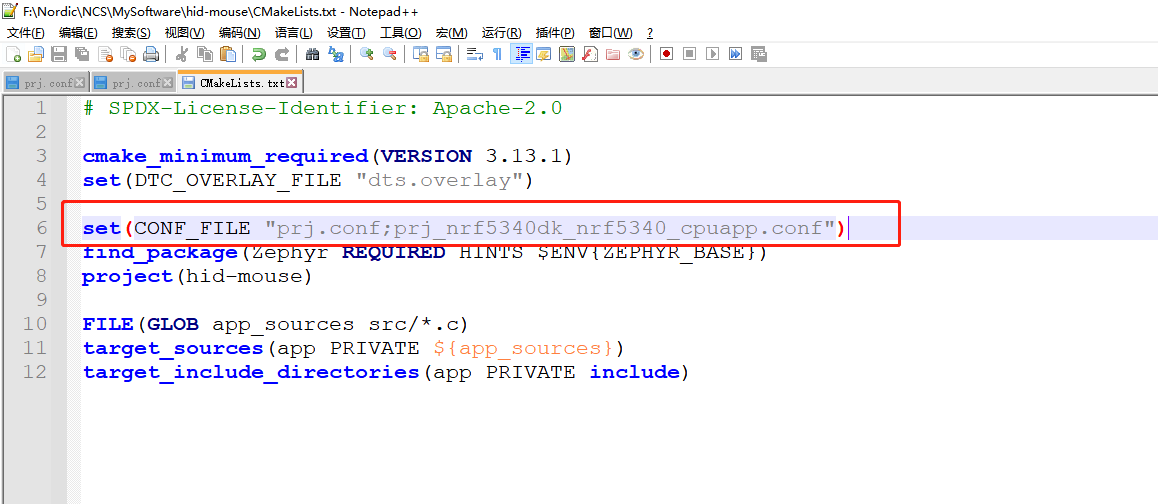 F:\Nordic\NCS\MySoftware\hid-mouse\CMakeLists.txt - Notepad++
文件(F) 编辑(E) 搜索(S) 视图(V) 编码(N) 语言(L) 设置(T) 工具(O) 宏(M) 运行(R) 插件(P) 窗口(W) ?
prj.conf prj.conf CMakeLists.txt
1 # SPDX-License-Identifier: Apache-2.0
2
3 cmake_minimum_required(VERSION 3.13.1)
4 set(DTC_OVERLAY_FILE "dts.overlay")
5
6 set(CONF_FILE "prj.conf;prj_nrf5340dk_nrf5340_cpuapp.conf")
7 find_package(Zephyr REQUIRED HINTS $ENV{ZEPHYR_BASE})
8 project(hid-mouse)
9
10 FILE(GLOB app_sources src/*.c)
11 target_sources(app PRIVATE ${app_sources})
12 target_include_directories(app PRIVATE include)